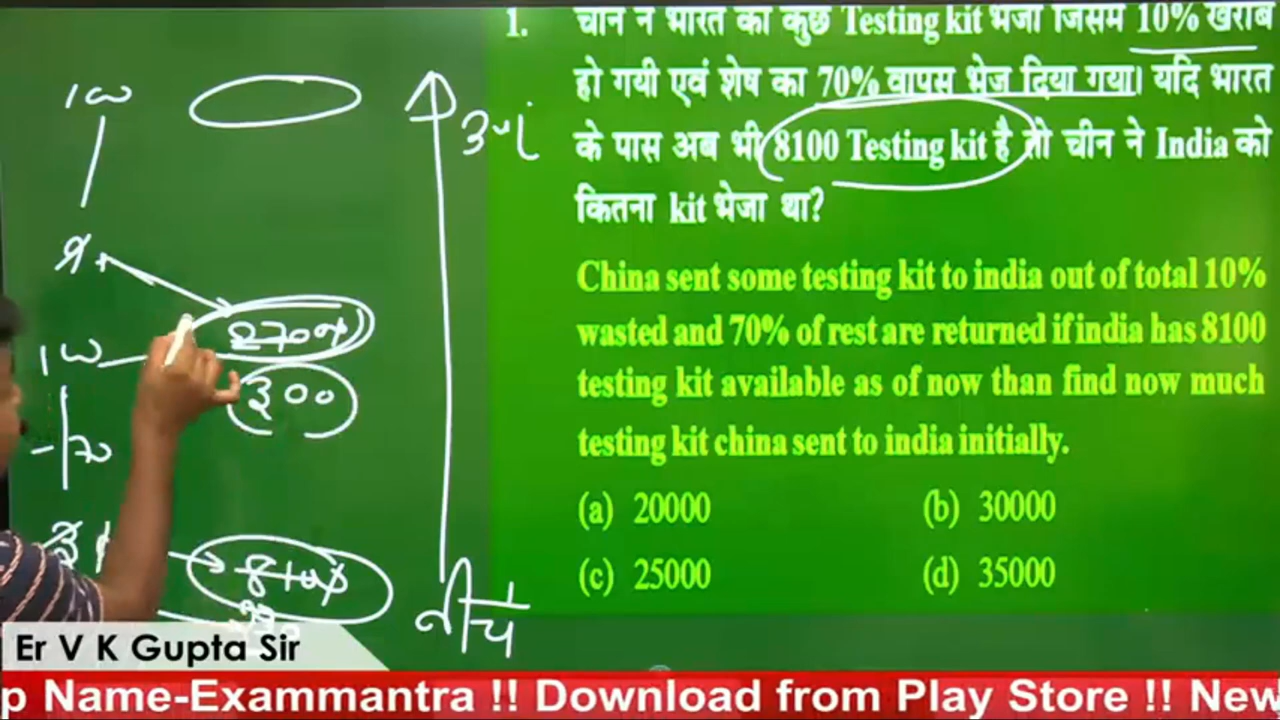 1. चीन ने भारत को कुछ Testing kit भेजा जिसमें 10% खराब
हो गयी एवं शेष का 70% वापस भेज दिया गया। यदि भारत
के पास अब भी 8100 Testing kit है तो चीन ने India को
कितना kit भेजा था?
China sent some testing kit to india out of total 10%
wasted and 70% of rest are returned if india has 8100
testing kit available as of now than find now much
testing kit china sent to india initially.
(a) 20000 (b) 30000
(c) 25000 (d) 35000
100
90
100
2700
300
-70
8100
270
नीचे
Er V K Gupta Sir
p Name-Exammantra !! Download from Play Store !! New